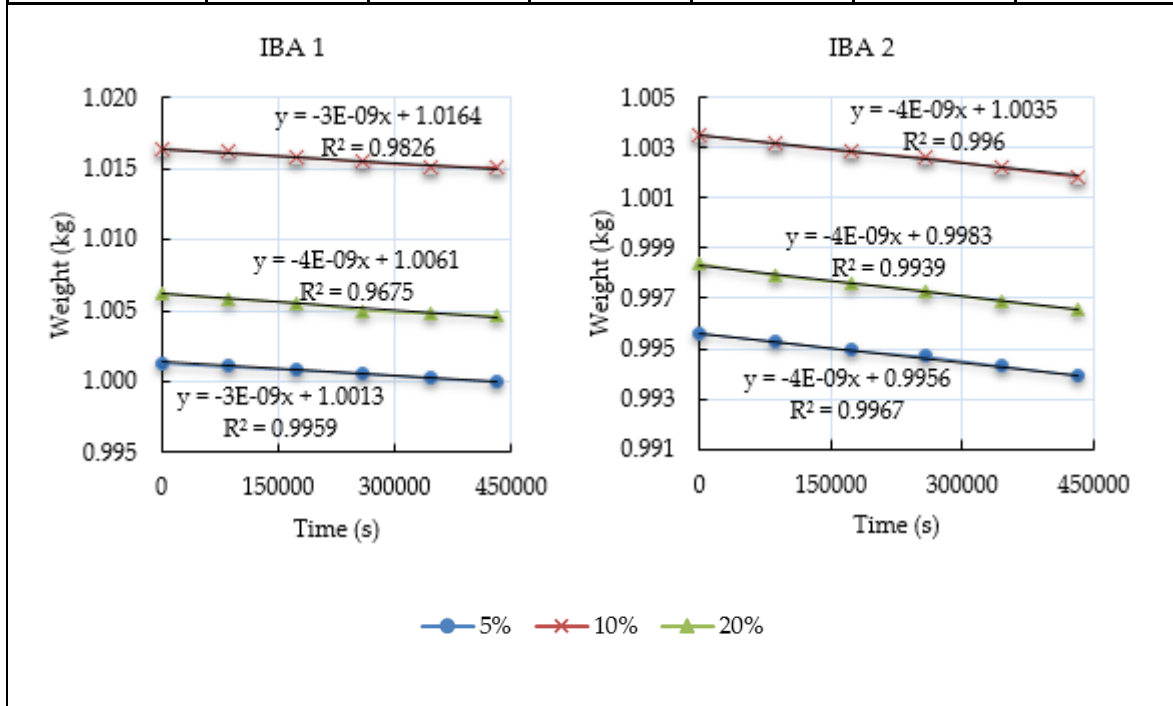 IBA 1
1.020
1.015
1.010
1.005
1.000
0.995
Weight (kg)
y = -3E-09x + 1.0164
R² = 0.9826
y = -4E-09x + 1.0061
R² = 0.9675
y = -3E-09x + 1.0013
R² = 0.9959
0 150000 300000 450000
Time (s)
IBA 2
1.005
1.003
1.001
0.999
0.997
0.995
0.993
0.991
Weight (kg)
y = -4E-09x + 1.0035
R² = 0.996
y = -4E-09x + 0.9983
R² = 0.9939
y = -4E-09x + 0.9956
R² = 0.9967
0 150000 300000 450000
Time (s)
5% 10% 20%